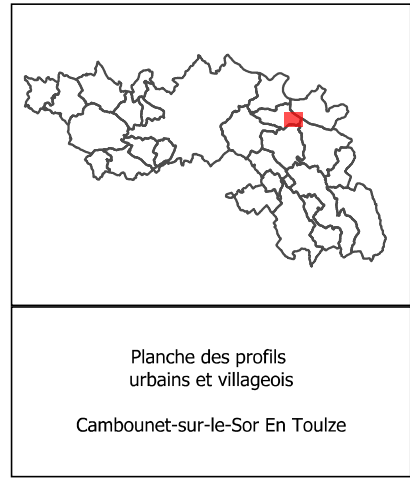 Planche des profils
urbains et villageois
Cambounet-sur-le-Sor En Toulze